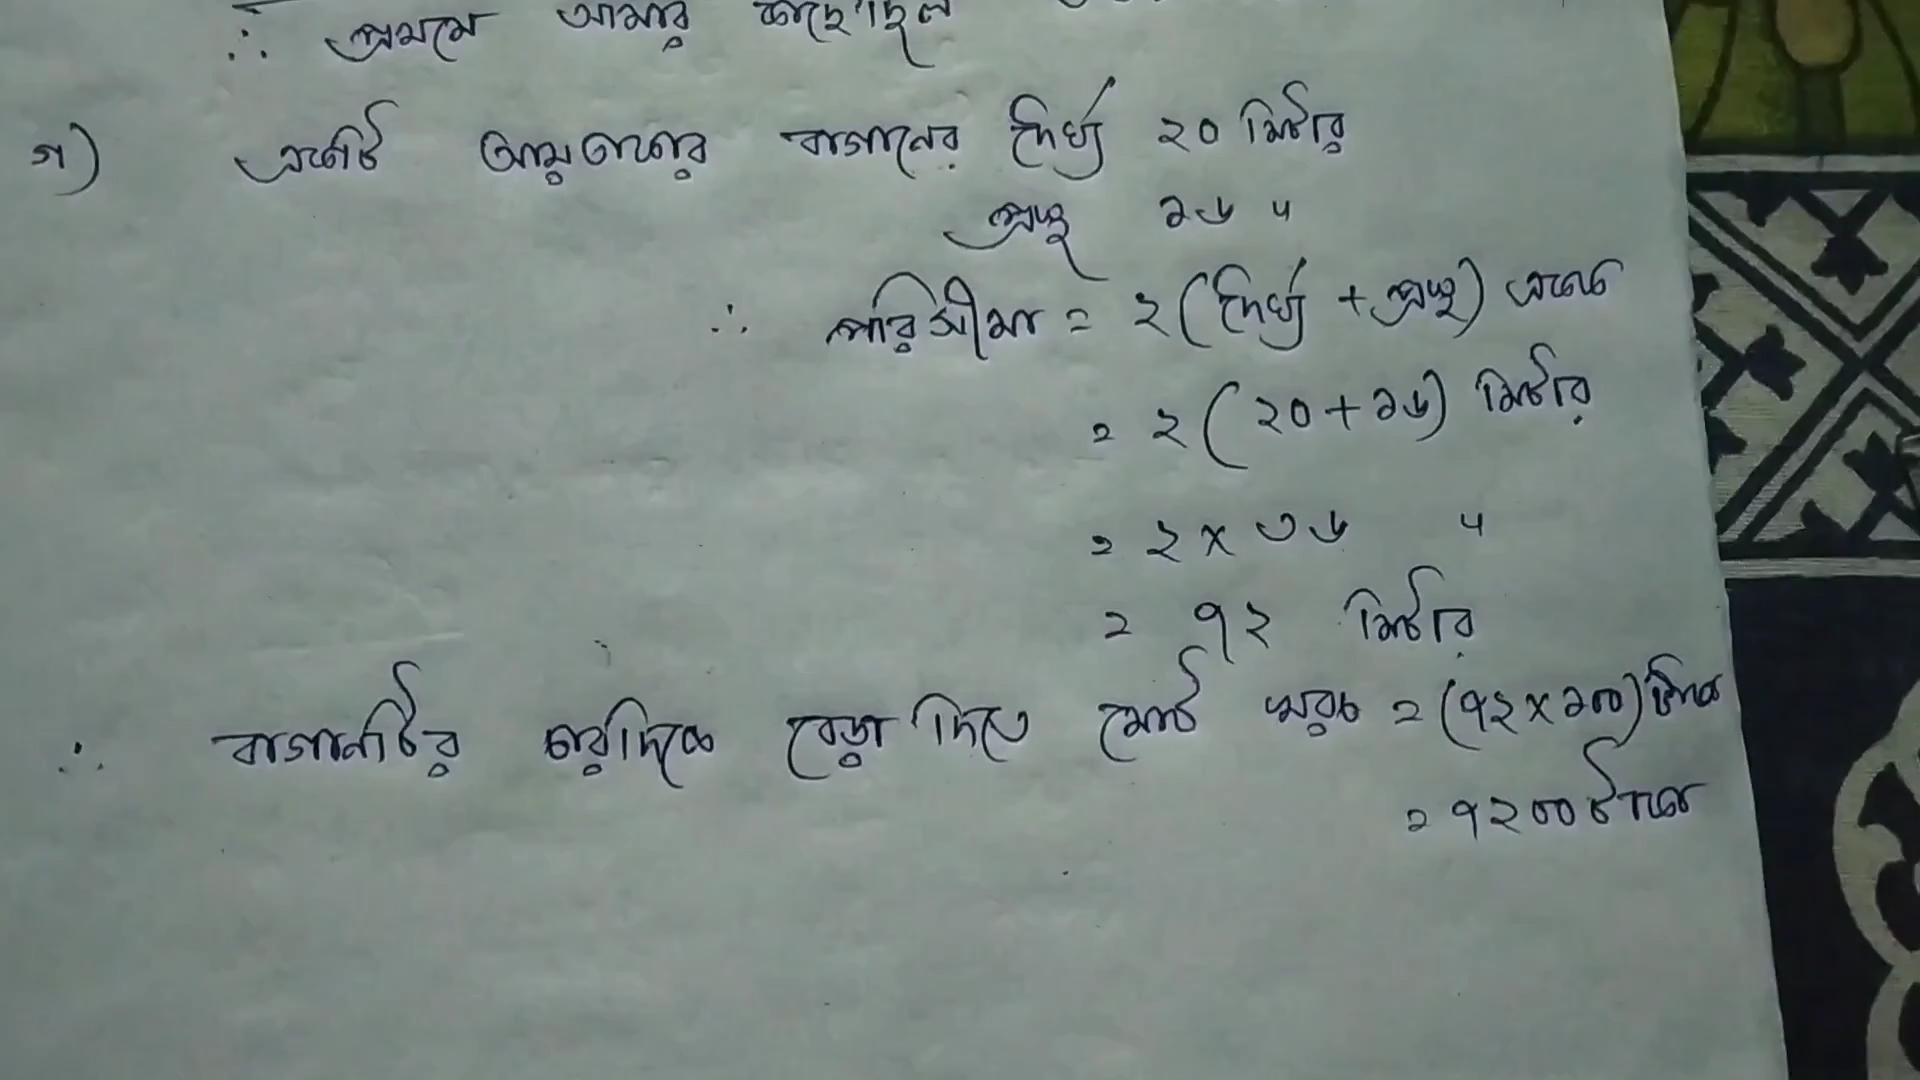 ∴ প্রথমে আমার কাছে ছিল
গ) একটি আয়তাকার বাগানের দৈর্ঘ্য ২০ মিটার
প্রস্থ ১৬ "
∴ পরিসীমা = ২ (দৈর্ঘ্য + প্রস্থ) একক
= ২ (২০+১৬) মিটার
= ২ × ৩৬ "
= ৭২ মিটার
∴ বাগানটির চারদিকে বেড়া দিতে মোট খরচ = (৭২×১০০) টাকা
= ৭২০০ টাকা